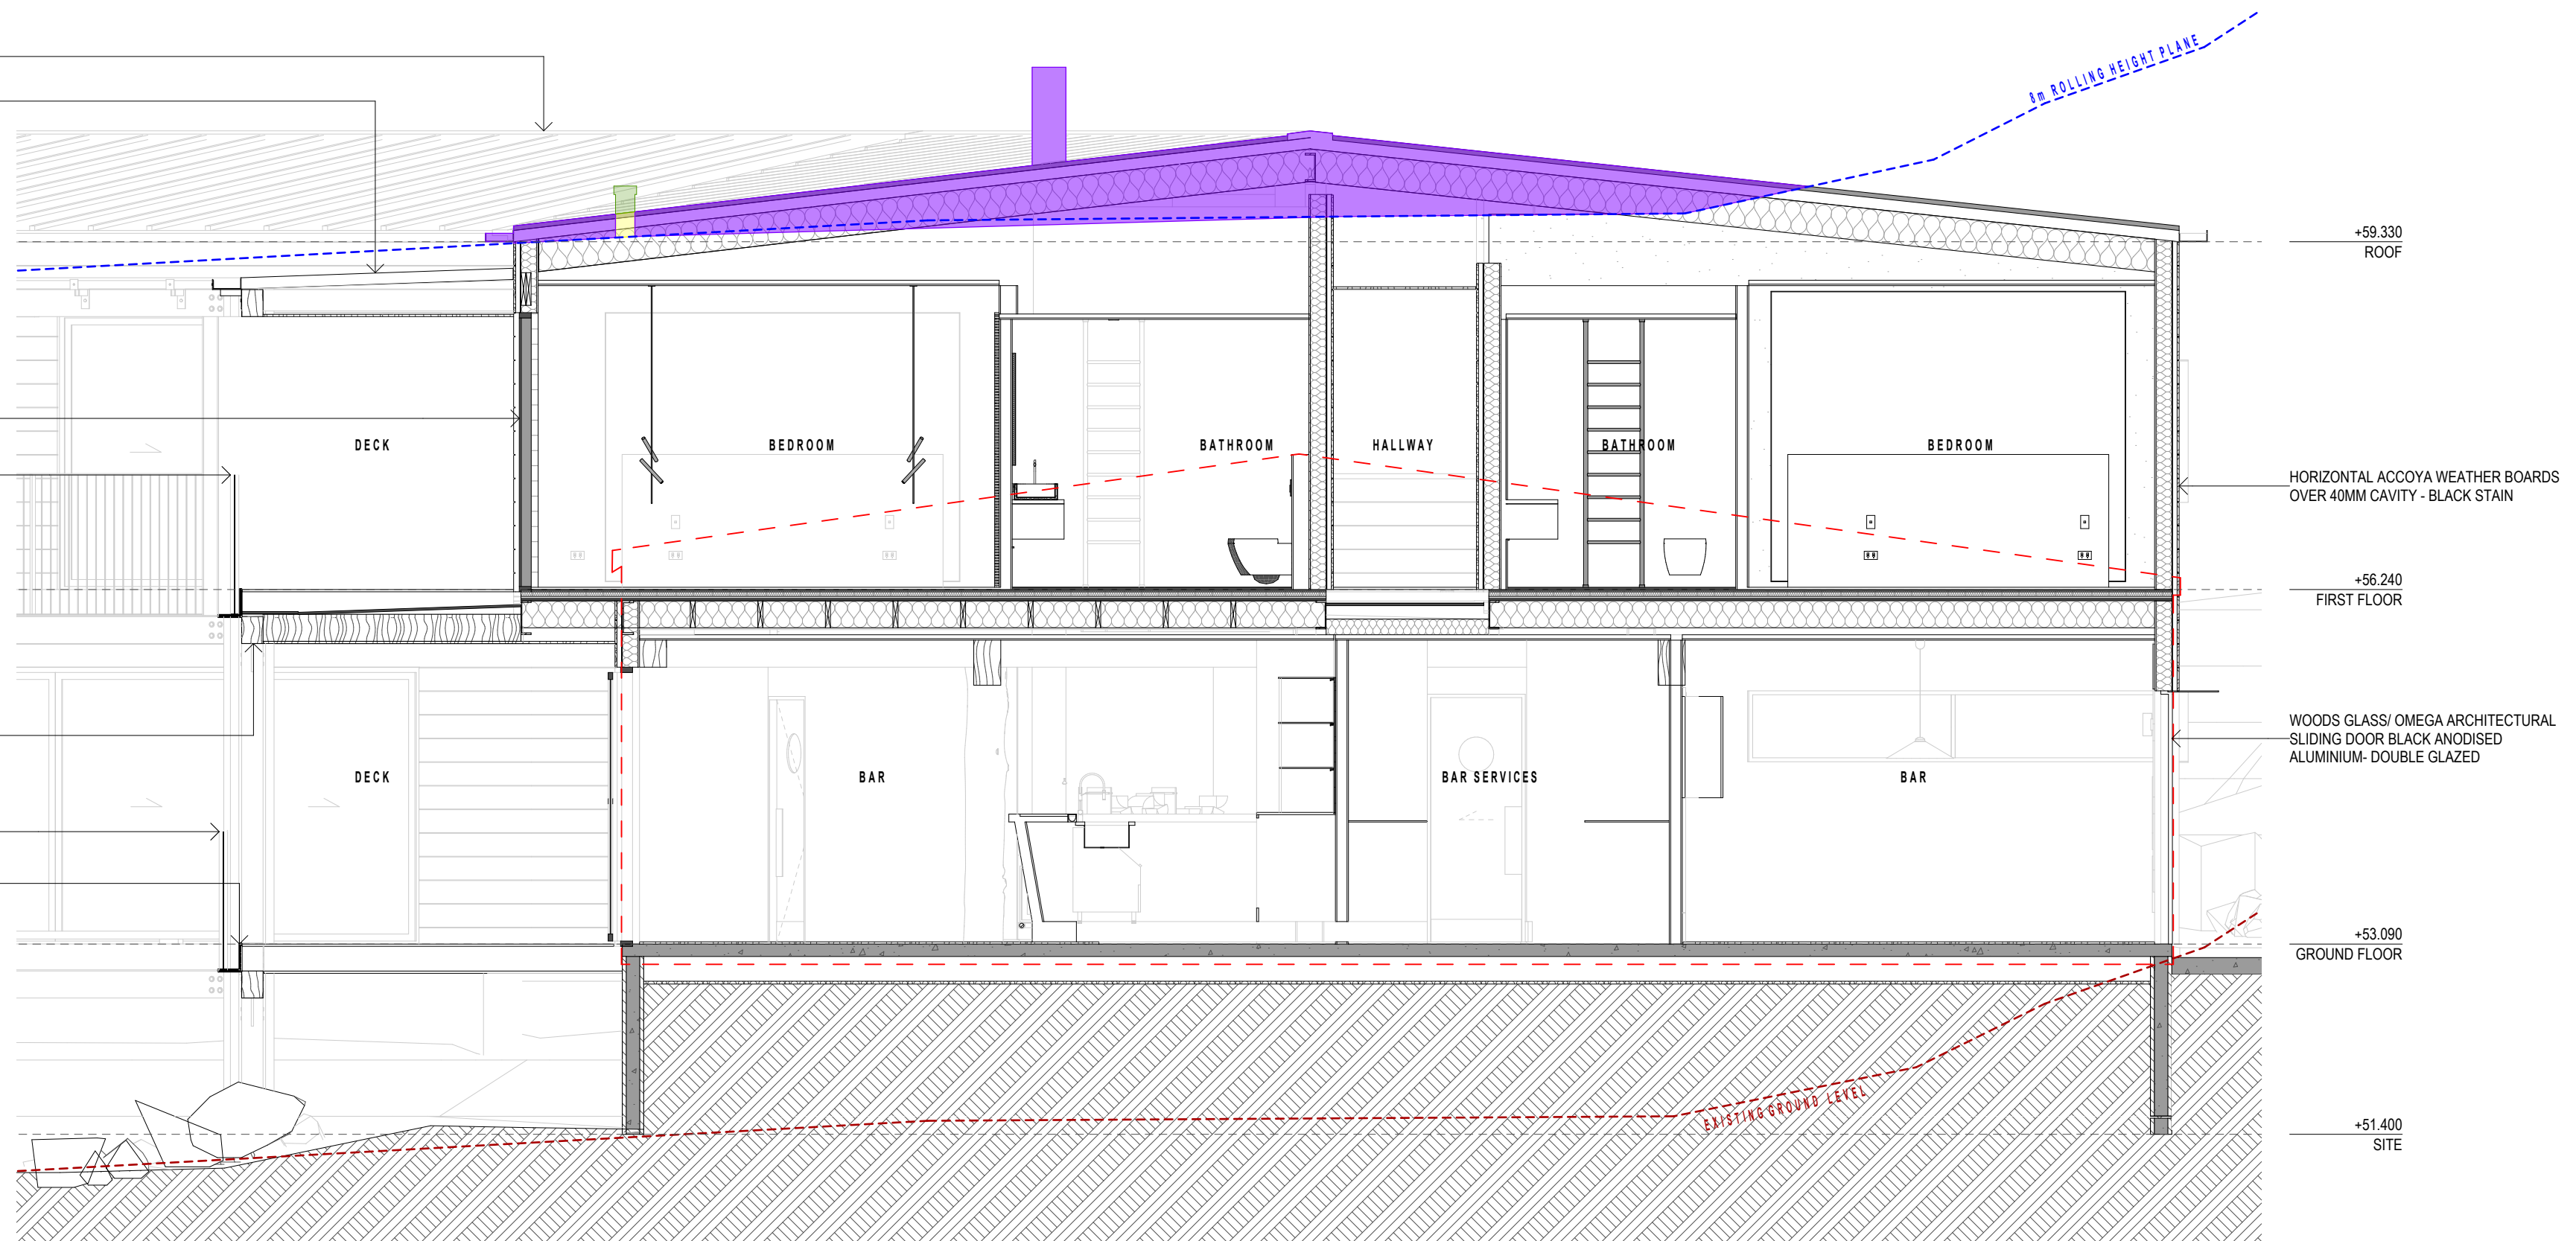 8m ROLLING HEIGHT PLANE
+59.330
ROOF
DECK
BEDROOM
BATHROOM
HALLWAY
BATHROOM
BEDROOM
HORIZONTAL ACCOYA WEATHER BOARDS
OVER 40MM CAVITY - BLACK STAIN
+56.240
FIRST FLOOR
WOODS GLASS/ OMEGA ARCHITECTURAL
SLIDING DOOR BLACK ANODISED
ALUMINIUM- DOUBLE GLAZED
DECK
BAR
BAR SERVICES
BAR
+53.090
GROUND FLOOR
EXISTING GROUND LEVEL
+51.400
SITE